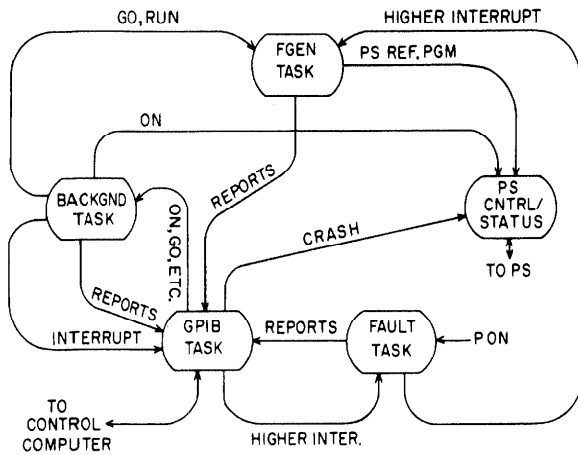 GO, RUN
HIGHER INTERRUPT
FGEN
TASK
PS REF. PGM
ON
BACKGND
TASK
REPORTS
ON, GO, ETC.
PS
CNTRL/
STATUS
CRASH
TO PS
REPORTS
INTERRUPT
GPIB
TASK
REPORTS
FAULT
TASK
P ON
TO
CONTROL
COMPUTER
HIGHER INTER.